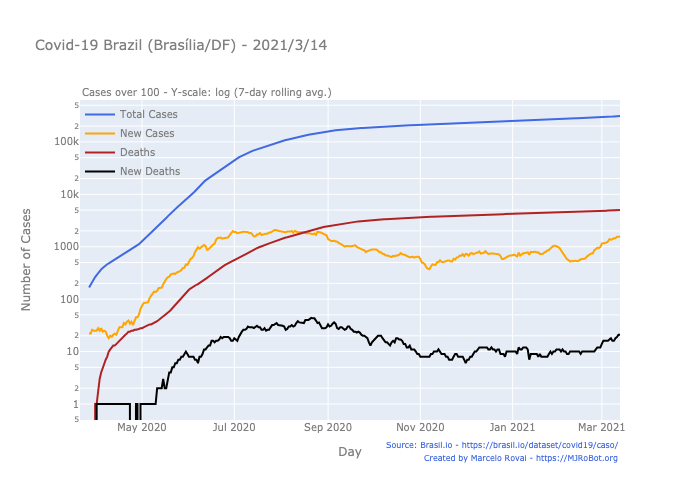 Covid-19 Brazil (Brasília/DF) - 2021/3/14
Cases over 100 - Y-scale: log (7-day rolling avg.)
Total Cases
New Cases
Deaths
New Deaths
Number of Cases
5
2
100k
5
2
10k
5
2
1000
5
2
100
5
2
10
5
2
1
5
May 2020
Jul 2020
Sep 2020
Nov 2020
Jan 2021
Mar 2021
Day
Source: Brasil.io - https://brasil.io/dataset/covid19/caso/
Created by Marcelo Rovai - https://MJRoBot.org